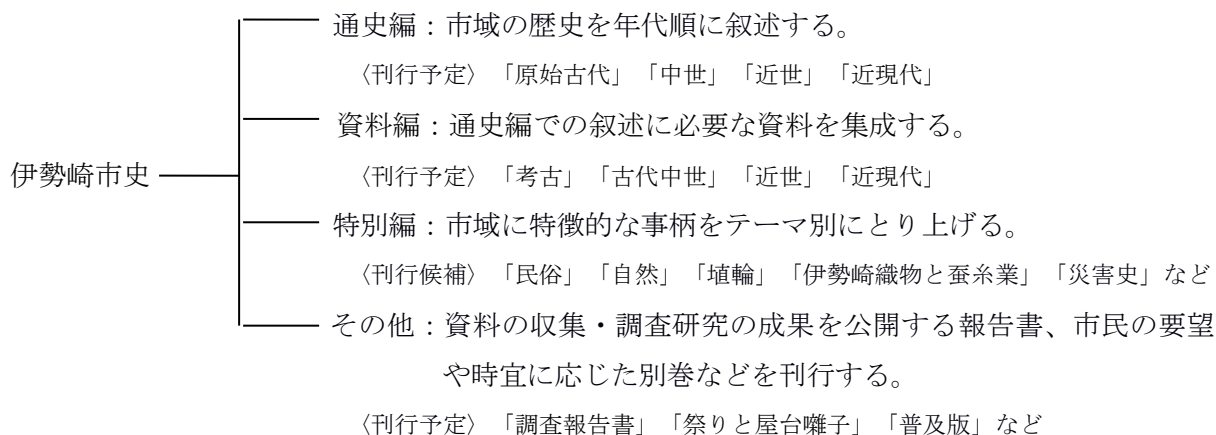 通史編：市域の歴史を年代順に叙述する。
〈刊行予定〉「原始古代」「中世」「近世」「近現代」
資料編：通史編での叙述に必要な資料を集成する。
伊勢崎市史
〈刊行予定〉「考古」「古代中世」「近世」「近現代」
特別編：市域に特徴的な事柄をテーマ別にとり上げる。
〈刊行候補〉「民俗」「自然」「埴輪」「伊勢崎織物と蚕糸業」「災害史」など
その他：資料の収集・調査研究の成果を公開する報告書、市民の要望
や時宜に応じた別巻などを刊行する。
〈刊行予定〉「調査報告書」「祭りと屋台囃子」「普及版」など